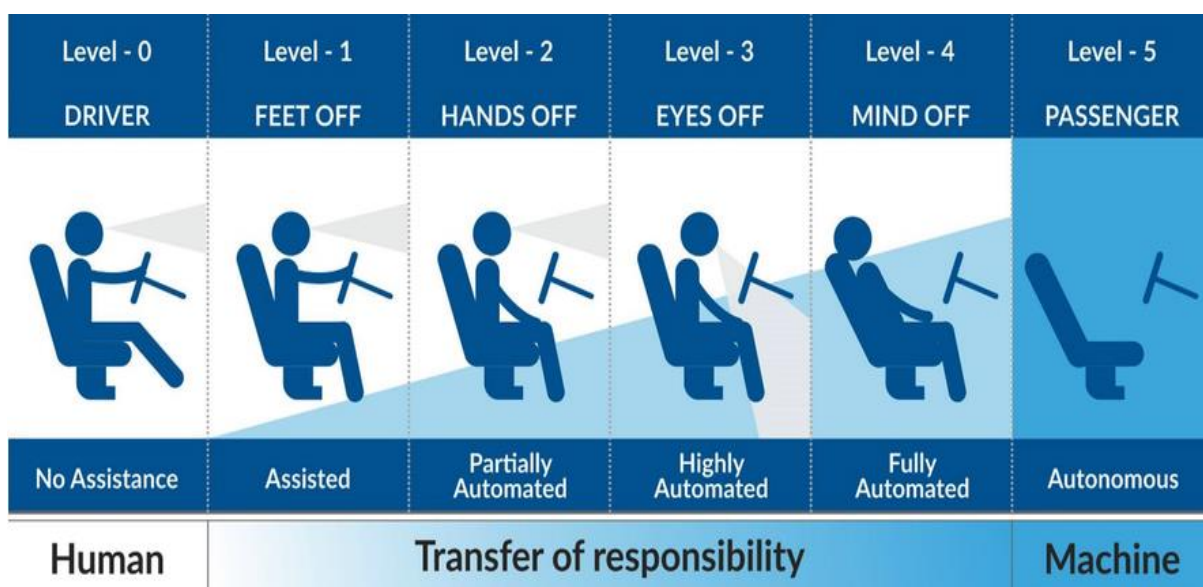 Level - 0
Level - 1
Level - 2
Level - 3
Level - 4
Level - 5
DRIVER
FEET OFF
HANDS OFF
EYES OFF
MIND OFF
PASSENGER
No Assistance
Assisted
Partially
Automated
Highly
Automated
Fully
Automated
Autonomous
Human
Transfer of responsibility
Machine